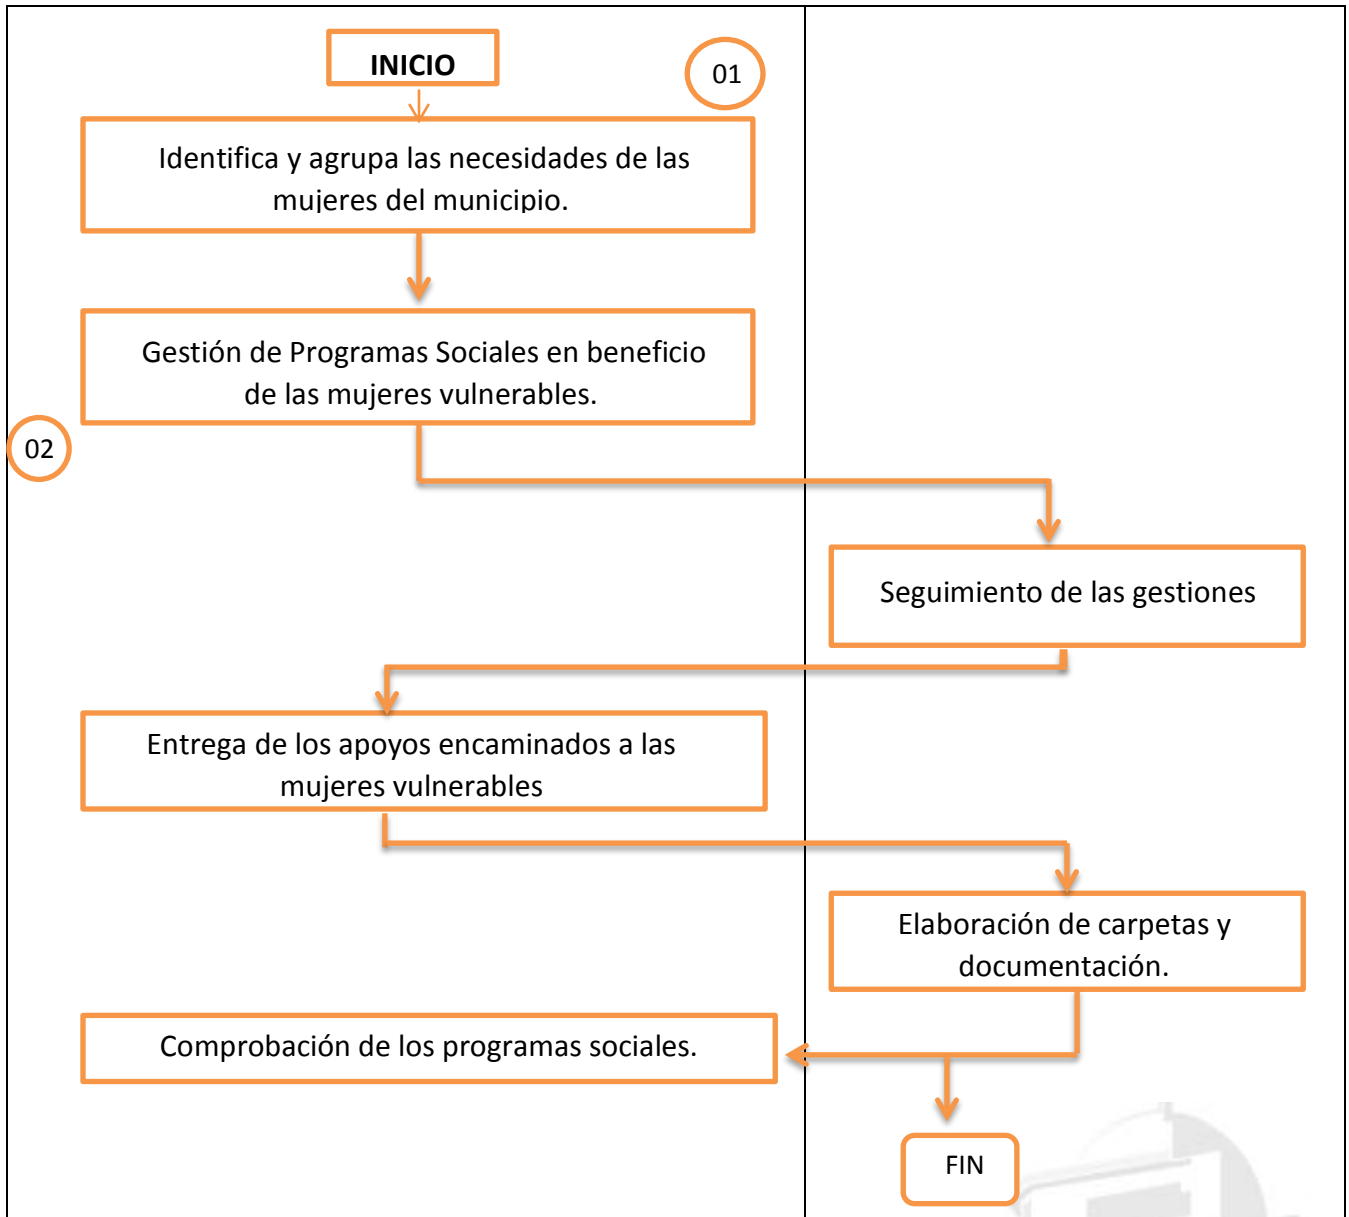 INICIO
01
Identifica y agrupa las necesidades de las
mujeres del municipio.
Gestión de Programas Sociales en beneficio
de las mujeres vulnerables.
02
Seguimiento de las gestiones
Entrega de los apoyos encaminados a las
mujeres vulnerables
Elaboración de carpetas y
documentación.
Comprobación de los programas sociales.
FIN